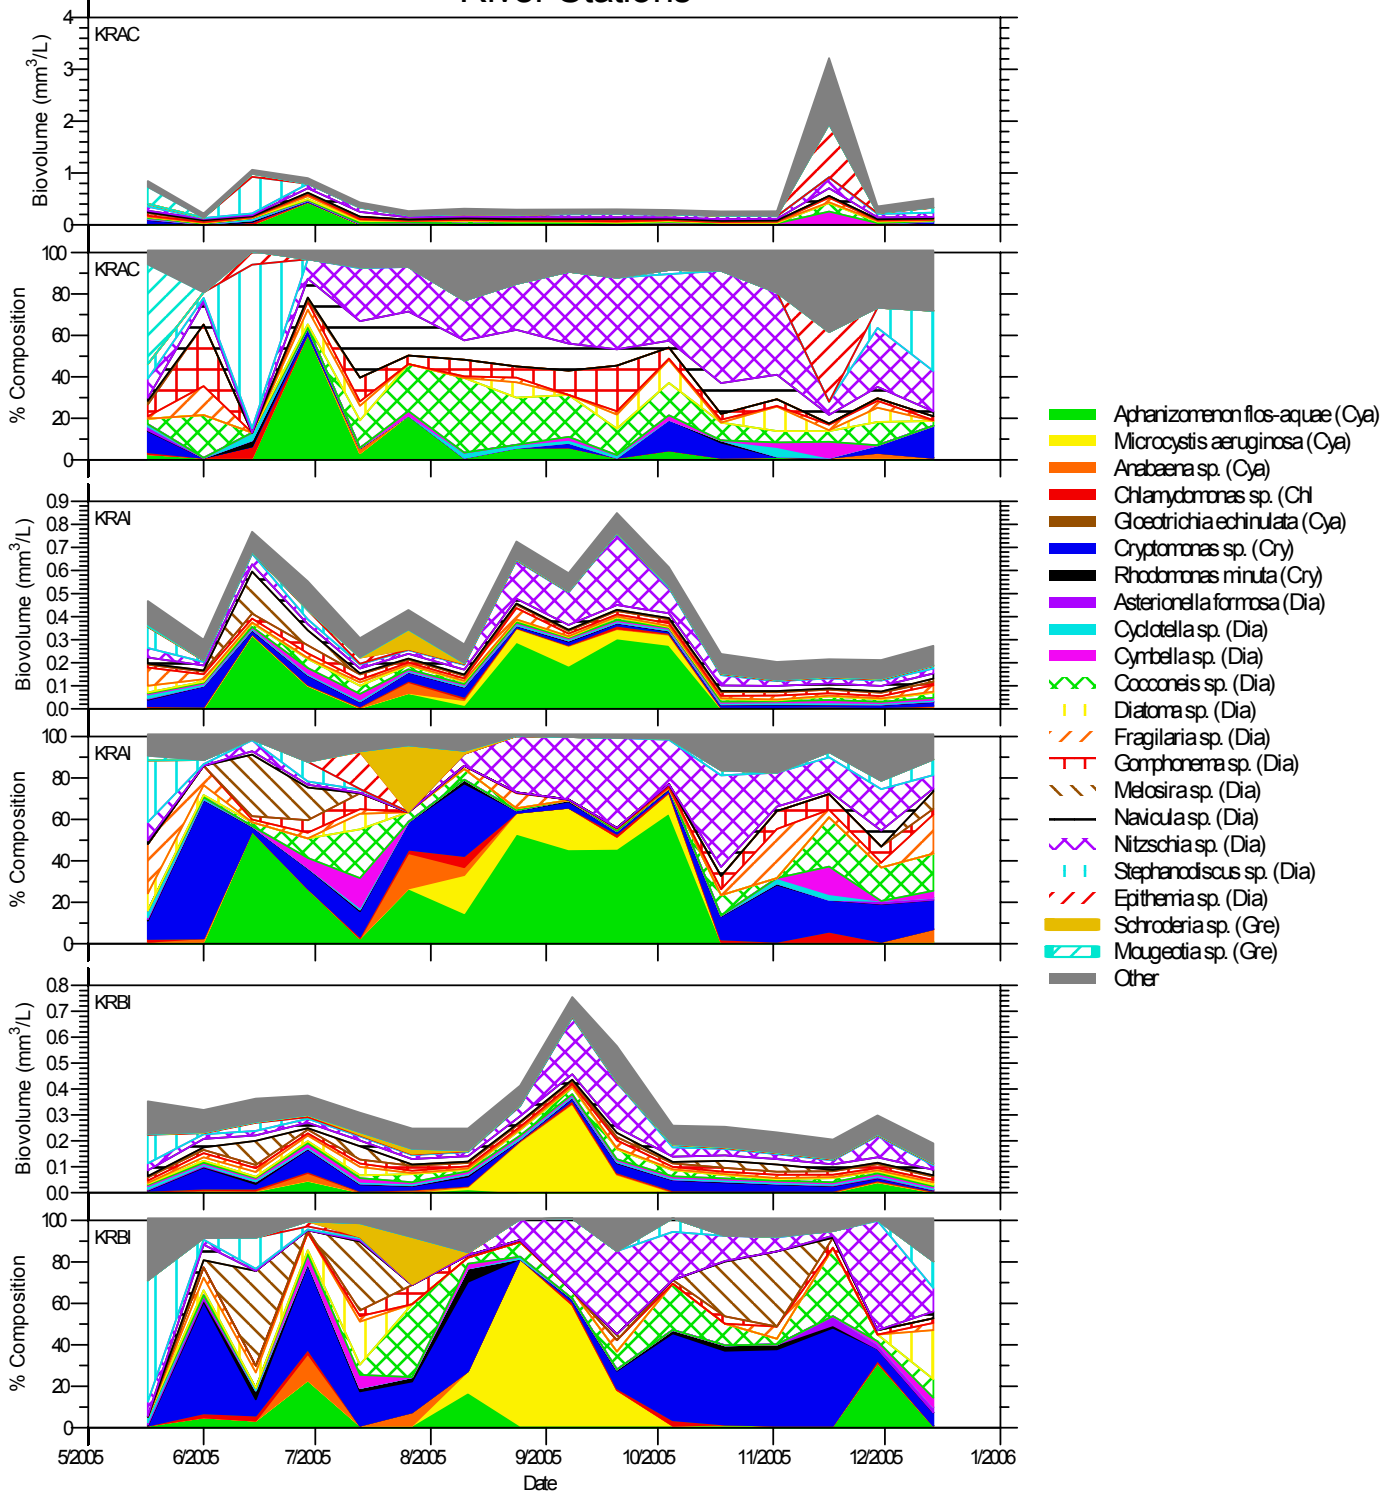 River Stations
KRAC
Biovolume (mm3/L)
4
3
2
1
0
KRAC
% Composition
100
80
60
40
20
0
KRAI
Biovolume (mm3/L)
0.9
0.8
0.7
0.6
0.5
0.4
0.3
0.2
0.1
0.0
KRAI
% Composition
100
80
60
40
20
0
KRBI
Biovolume (mm3/L)
0.8
0.7
0.6
0.5
0.4
0.3
0.2
0.1
0.0
KRBI
% Composition
100
80
60
40
20
0
5/2005 6/2005 7/2005 8/2005 9/2005 10/2005 11/2005 12/2005 1/2006
Date
Aphanizomenon flos-aquae (Cya)
Microcystis aeruginosa (Cya)
Anabaena sp. (Cya)
Chlamydomonas sp. (Chl
Gloeotrichia echinulata (Cya)
Cryptomonas sp. (Cry)
Rhodomonas minuta (Cry)
Asterionella formosa (Dia)
Cyclotella sp. (Dia)
Cymbella sp. (Dia)
Cocconeis sp. (Dia)
Diatoma sp. (Dia)
Fragilaria sp. (Dia)
Gomphonema sp. (Dia)
Melosira sp. (Dia)
Navicula sp. (Dia)
Nitzschia sp. (Dia)
Stephanodiscus sp. (Dia)
Epithemia sp. (Dia)
Schroderia sp. (Gre)
Mougeotia sp. (Gre)
Other